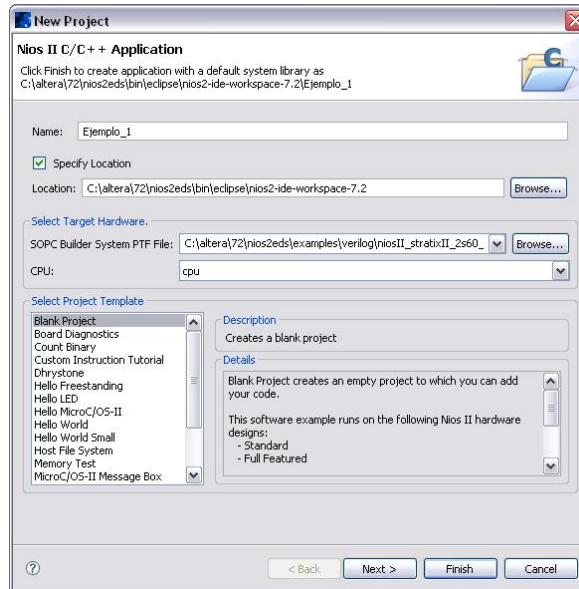 New Project
Nios II C/C++ Application
Click Finish to create application with a default system library as
C:\altera\72\nios2eds\bin\eclipse\nios2-ide-workspace-7.2\Ejemplo_1
Name: Ejemplo_1
Specify Location
Location: C:\altera\72\nios2eds\bin\eclipse\nios2-ide-workspace-7.2 Browse...
Select Target Hardware.
SOPC Builder System PTF File: C:\altera\72\nios2eds\examples\verilog\niosII_stratixII_2s60_ Browse...
CPU: cpu
Select Project Template
Blank Project
Board Diagnostics
Count Binary
Custom Instruction Tutorial
Dhrystone
Hello Freestanding
Hello LED
Hello MicroC/OS-II
Hello World
Hello World Small
Host File System
Memory Test
MicroC/OS-II Message Box
Description
Creates a blank project
Details
Blank Project creates an empty project to which you can add
your code.
This software example runs on the following Nios II hardware
designs:
- Standard
- Full Featured
< Back Next > Finish Cancel